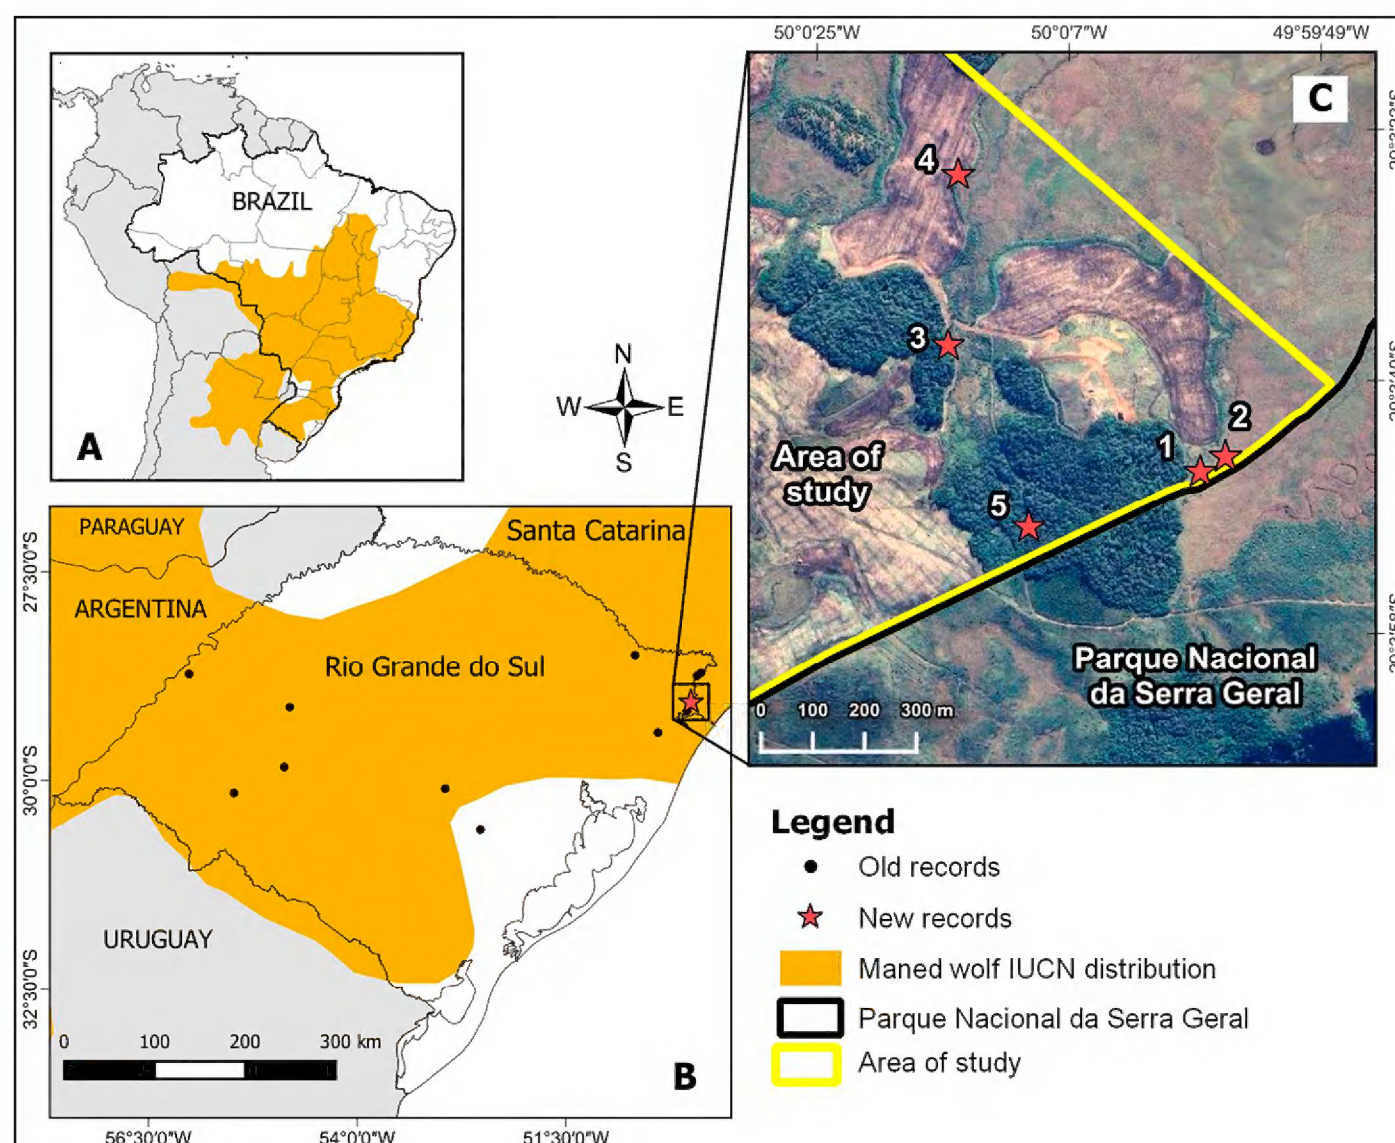 50°0'25"W
50°0'7"W
49°59'49"W
BRAZIL
A
N
W
E
S
C
4
3
2
1
5
Area of
study
Parque Nacional
da Serra Geral
0 100 200 300 m
PARAGUAY
Santa Catarina
ARGENTINA
Rio Grande do Sul
URUGUAY
27°30'0"S
30°0'0"S
32°30'0"S
0 100 200 300 km
B
56°30'0"W
54°0'0"W
51°30'0"W
Legend
Old records
New records
Maned wolf IUCN distribution
Parque Nacional da Serra Geral
Area of study